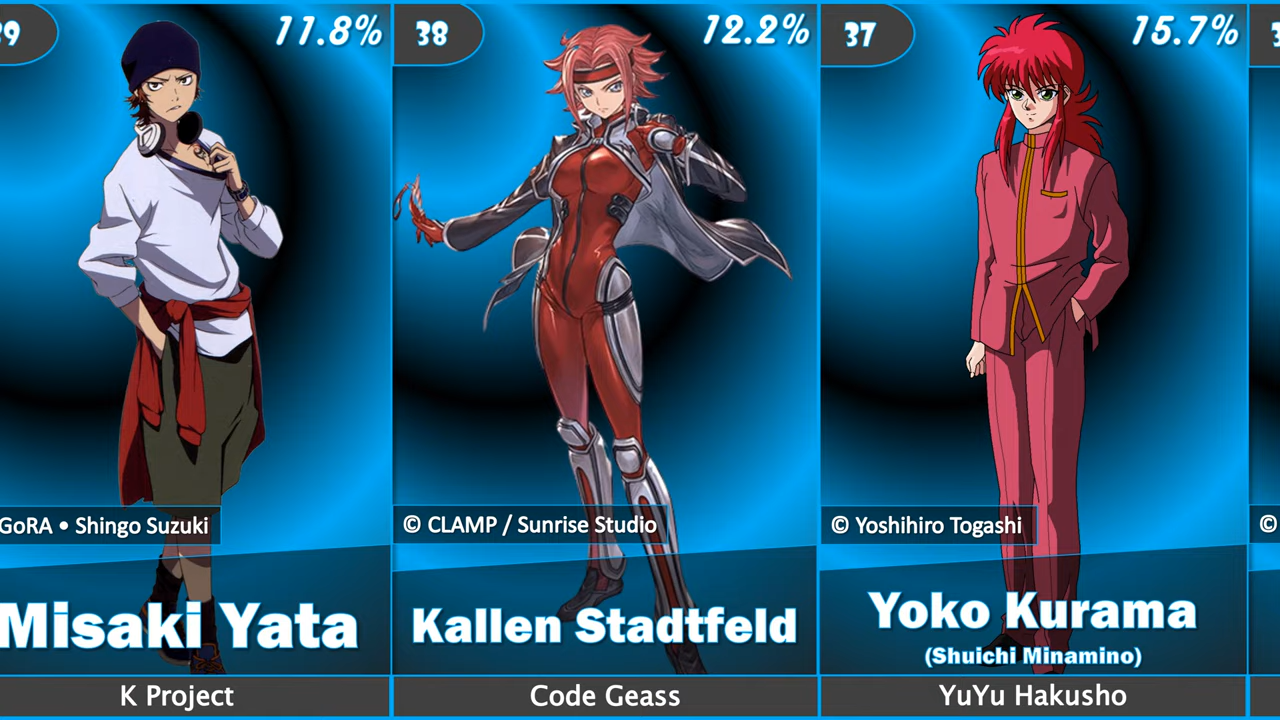 11.8%
© GoRA • Shingo Suzuki
Misaki Yata
K Project
38
12.2%
© CLAMP / Sunrise Studio
Kallen Stadtfeld
Code Geass
37
15.7%
© Yoshihiro Togashi
Yoko Kurama
(Shuichi Minamino)
YuYu Hakusho
©